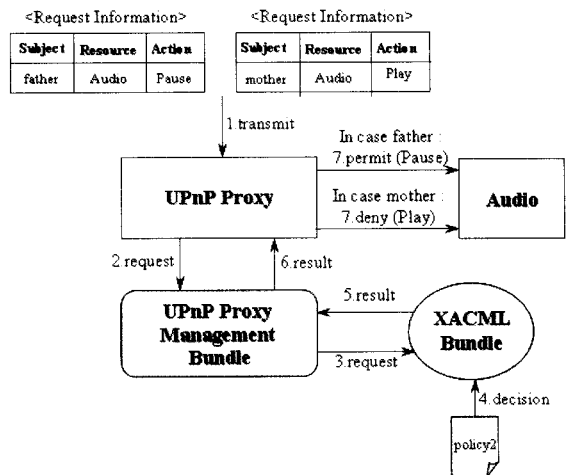 <Request Information>
Subject Resource Action
father Audio Pause
<Request Information>
Subject Resource Action
mother Audio Play
1.transmit
UPnP Proxy
In case father :
7.permit (Pause)
In case mother :
7.deny (Play)
Audio
2.request
6.result
UPnP Proxy
Management
Bundle
5.result
3.request
XACML
Bundle
4.decision
policy2